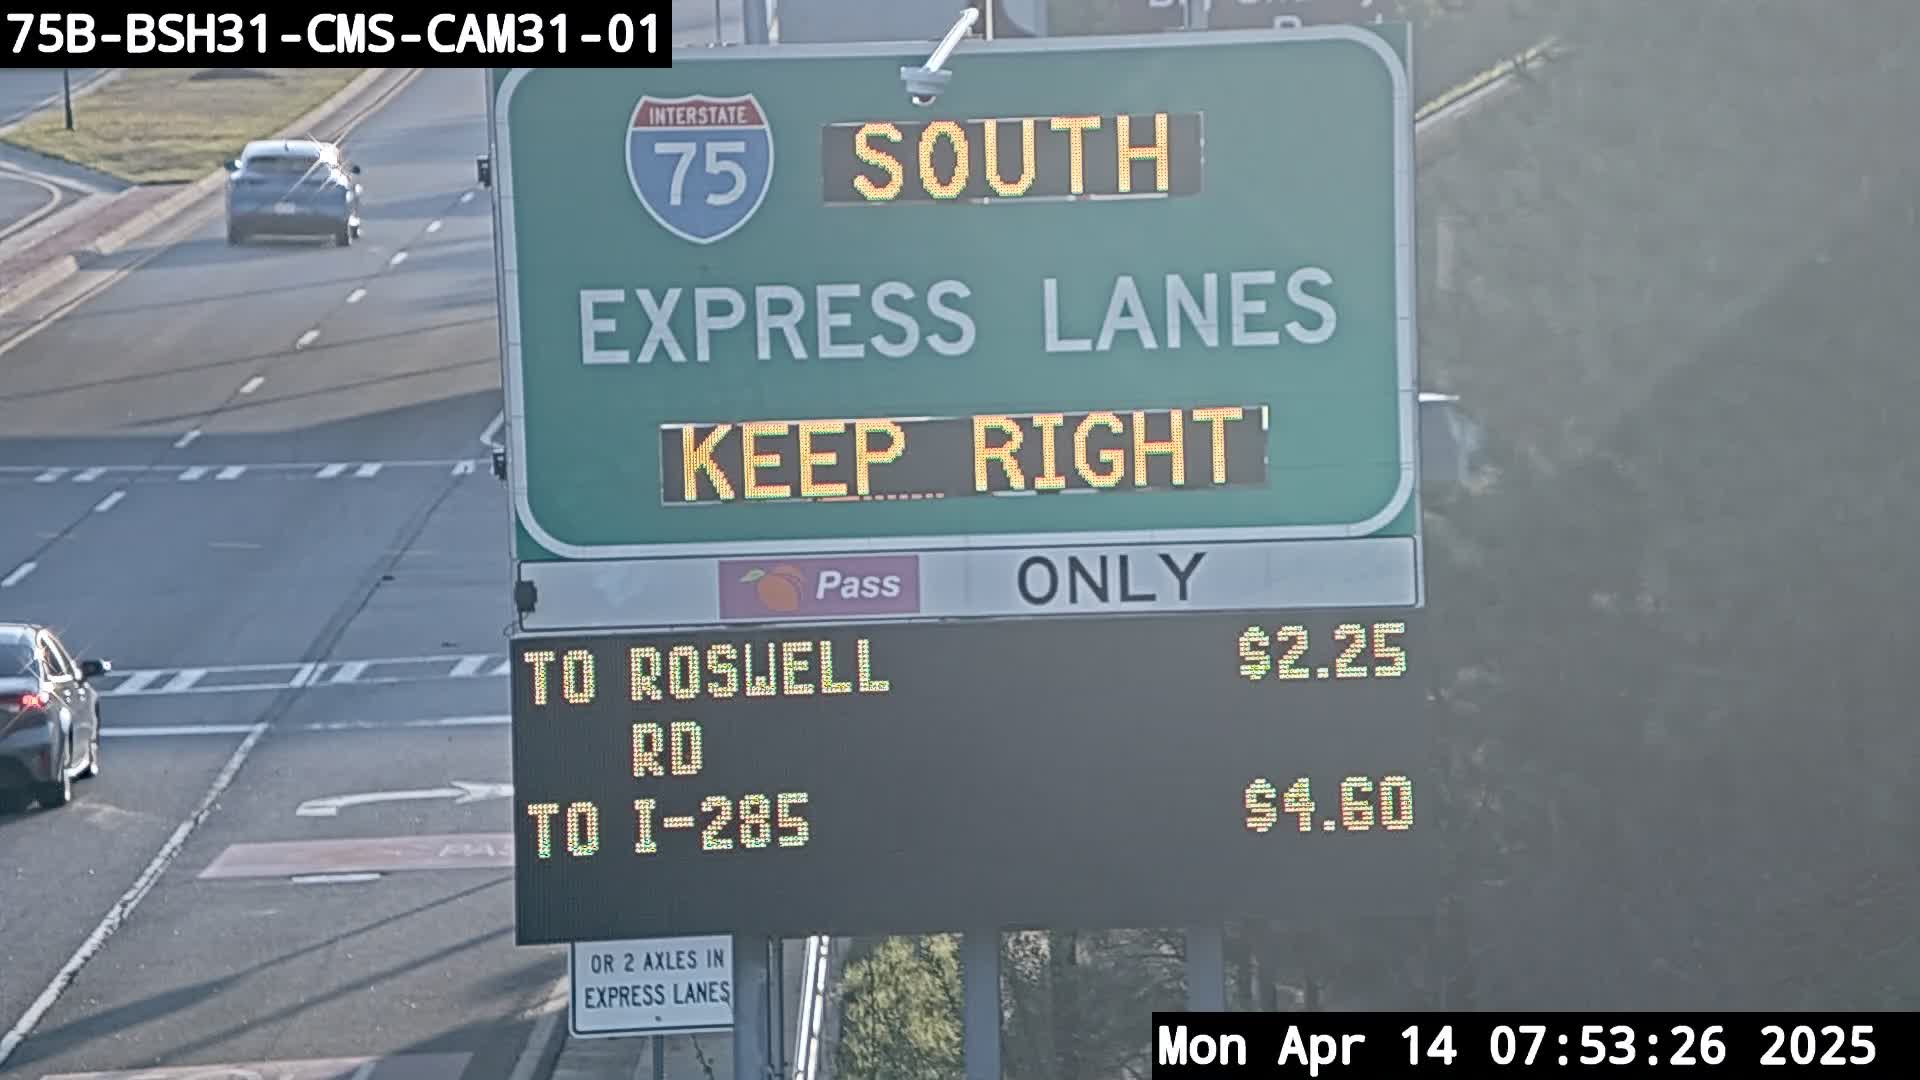 75B-BSH31-CMS-CAM31-01
INTERSTATE
75
SOUTH
EXPRESS LANES
KEEP RIGHT
Pass
ONLY
TO ROSWELL $2.25
RD
TO I-285 $4.60
OR 2 AXLES IN
EXPRESS LANES
Mon Apr 14 07:53:26 2025